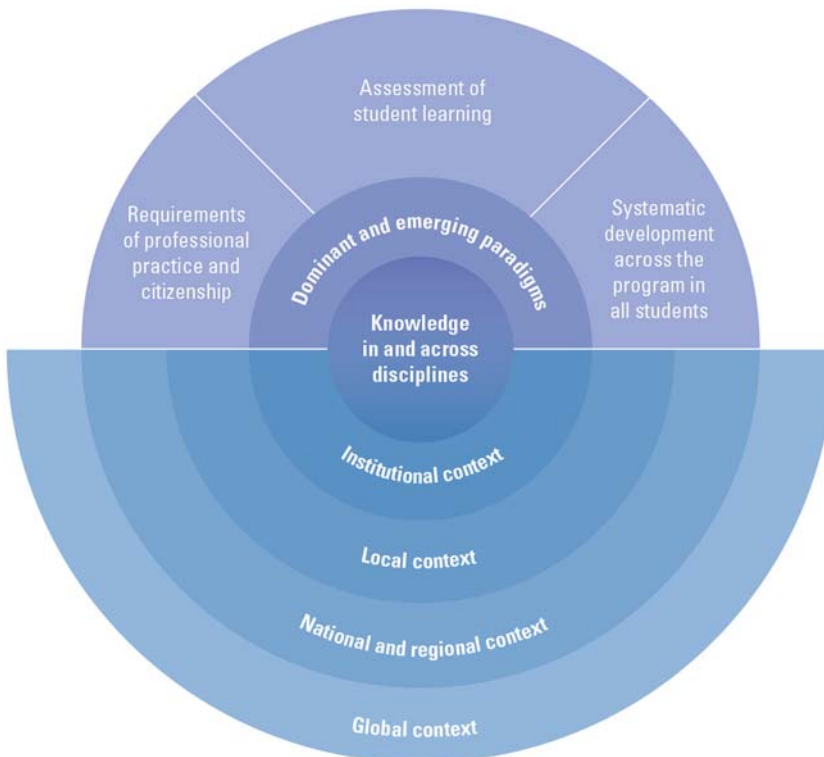 Assessment of
student learning
Requirements
of professional
practice and
citizenship
Dominant and emerging paradigms
Systematic
development
across the
program in
all students
Knowledge
in and across
disciplines
Institutional context
Local context
National and regional context
Global context